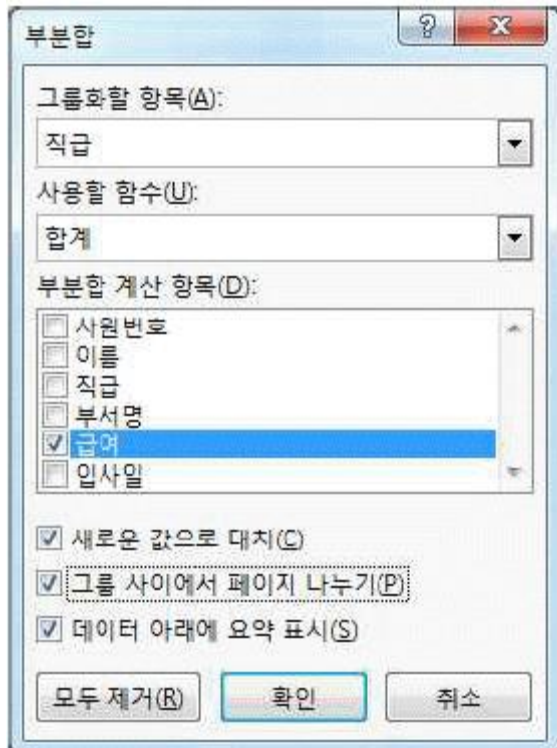 부분합
그룹화할 항목(A):
직급
사용할 함수(U):
합계
부분합 계산 항목(D):
사원번호
이름
직급
부서명
급여
입사일
새로운 값으로 대치(C)
그룹 사이에서 페이지 나누기(P)
데이터 아래에 요약 표시(S)
모두 제거(R) 확인 취소